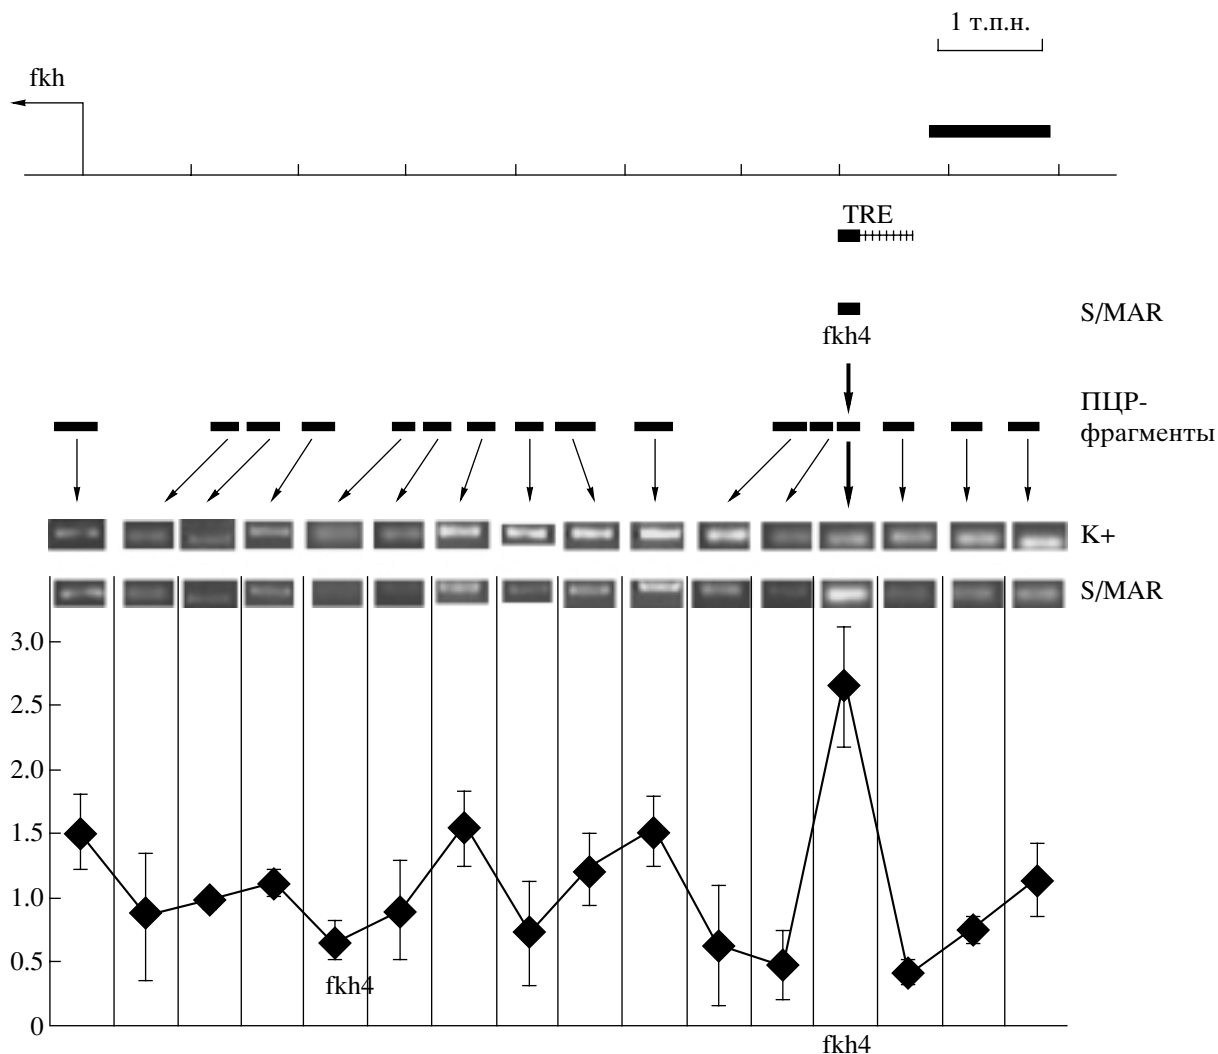 1 т.п.н.
fkh
TRE
S/MAR
fkh4
ПЦР-
фрагменты
K+
S/MAR
3.0
2.5
2.0
1.5
1.0
0.5
fkh4
0
fkh4